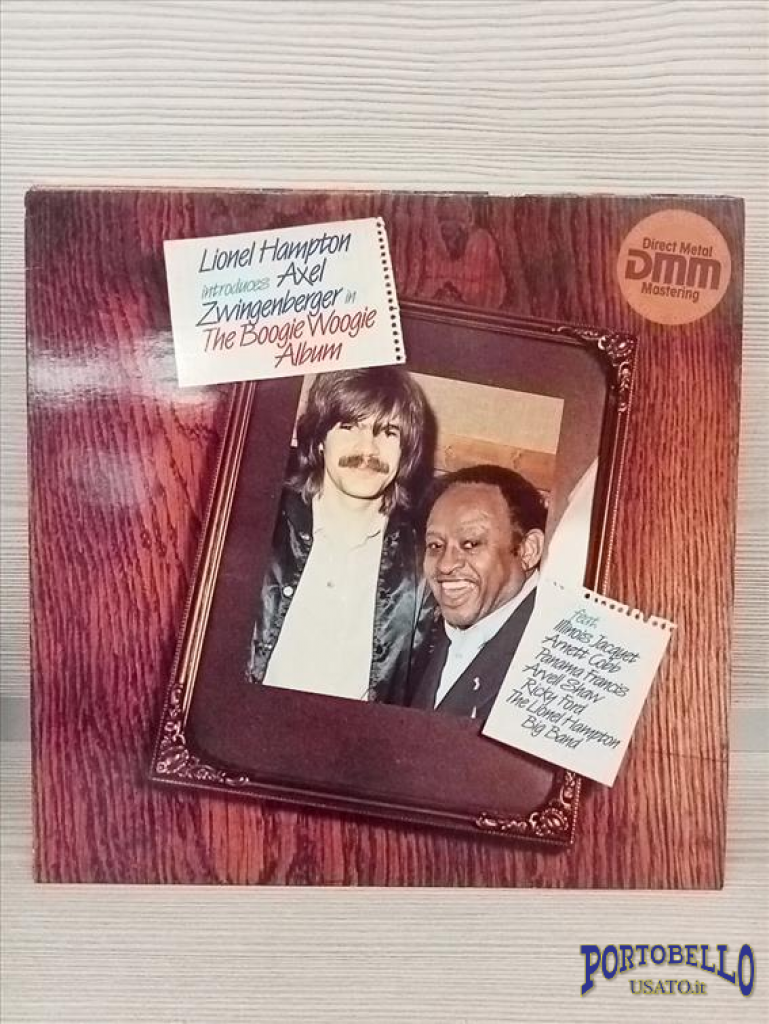 Lionel Hampton
introduces Axel
Zwingenberger in
The Boogie Woogie
Album
Direct Metal
DMM
Mastering
feat.
Illinois Jacquet
Arnett Cobb
Panama Francis
Arvell Shaw
Ricky Ford
The Lionel Hampton
Big Band
PORTOBELLO
USATO.it